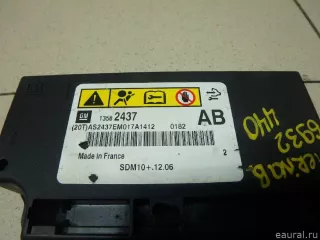 GM
1358 2437
AB
(20T)AS2437EM017A1412 0182
Made in France
2
SDM10+.12.06
6932
440
eaural.ru